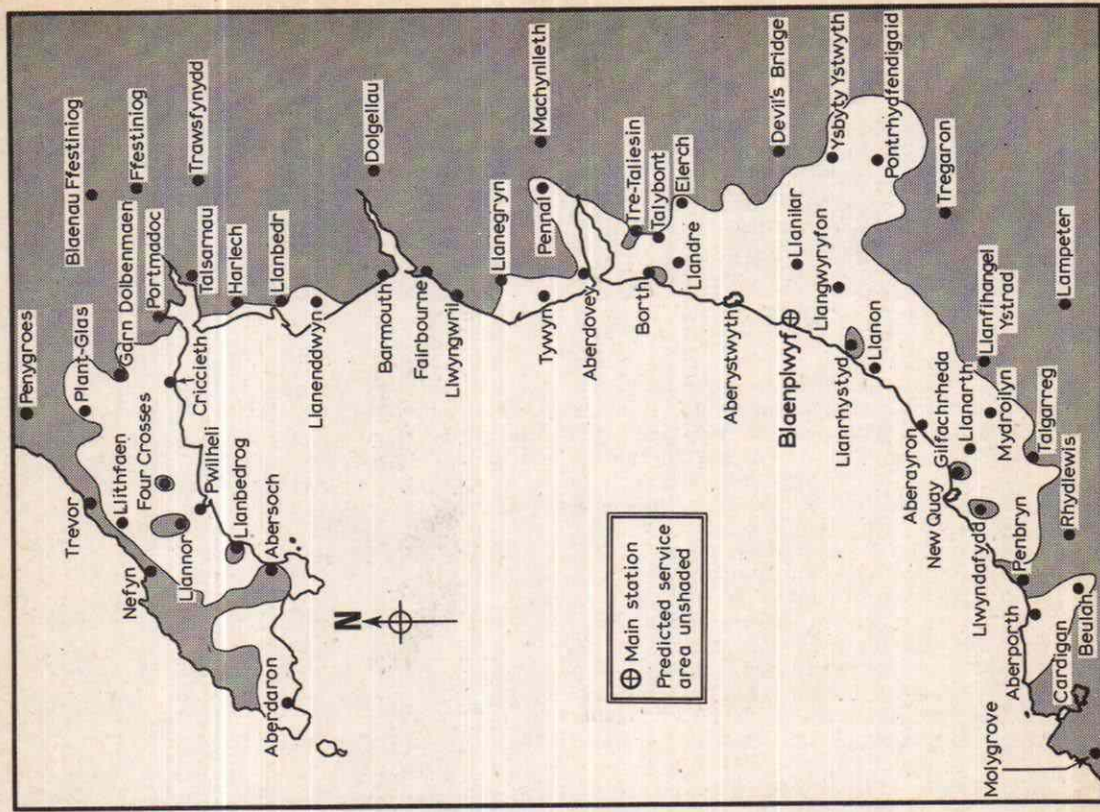 Penygroes
Plant-Glas
Blaenau Ffestiniog
Trevor
Garn Dolbenmaen
Ffestiniog
Llithfaen
Portmadoc
Nefyn
Four Crosses
Criccieth
Trawsfynydd
Llannor
Talsarnau
Pwilheli
Harlech
Llanbedrog
Llanbedr
Abersoch
Aberdaron
Llanenddwyn
Dolgellau
Barmouth
N
Fairbourne
Llwyngwril
Llanegryn
Machynlleth
Pennal
Tywyn
Aberdovey
Tre-Taliesin
Borth
Talybont
Elerch
Llandre
Main station
Predicted service
area unshaded
Aberystwyth
Devil's Bridge
Blaenplwyf
Llanilar
Ysbyty Ystwyth
Llangwyryfon
Llanrhystyd
Llanon
Pontrhydfendigaid
Aberayron
Tregaron
New Quay
Gilfachrheda
Llanarth
Llanfihangel
Ystrad
Llwyndafydd
Mydroilyn
Aberporth
Penbryn
Talgarreg
Lampeter
Cardigan
Rhydlewis
Beulah
Molygrove